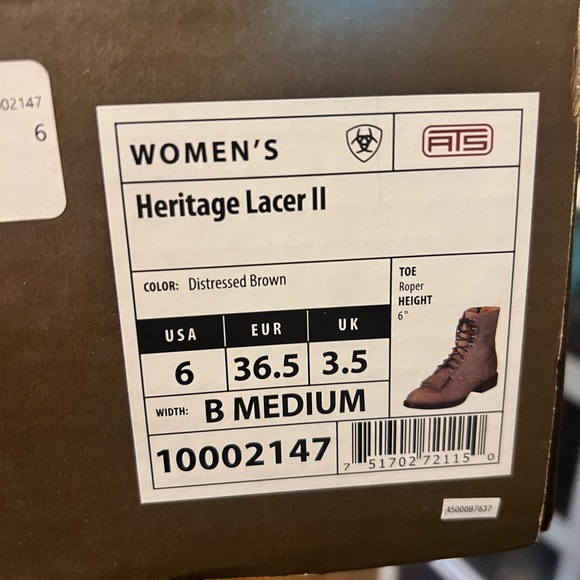 02147
6
WOMEN'S
ATS
Heritage Lacer II
COLOR: Distressed Brown
TOE
Roper
HEIGHT
6"
USA EUR UK
6 36.5 3.5
WIDTH: B MEDIUM
10002147
7 51702 72115 0
4500087637